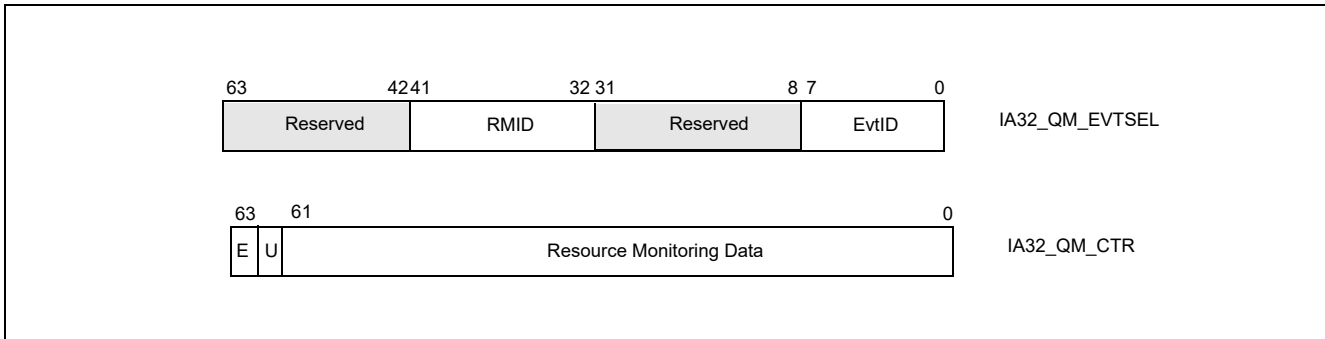 63 4241 32 31 8 7 0
Reserved RMID Reserved EvtID IA32_QM_EVTSEL
63 61 0
E U Resource Monitoring Data IA32_QM_CTR